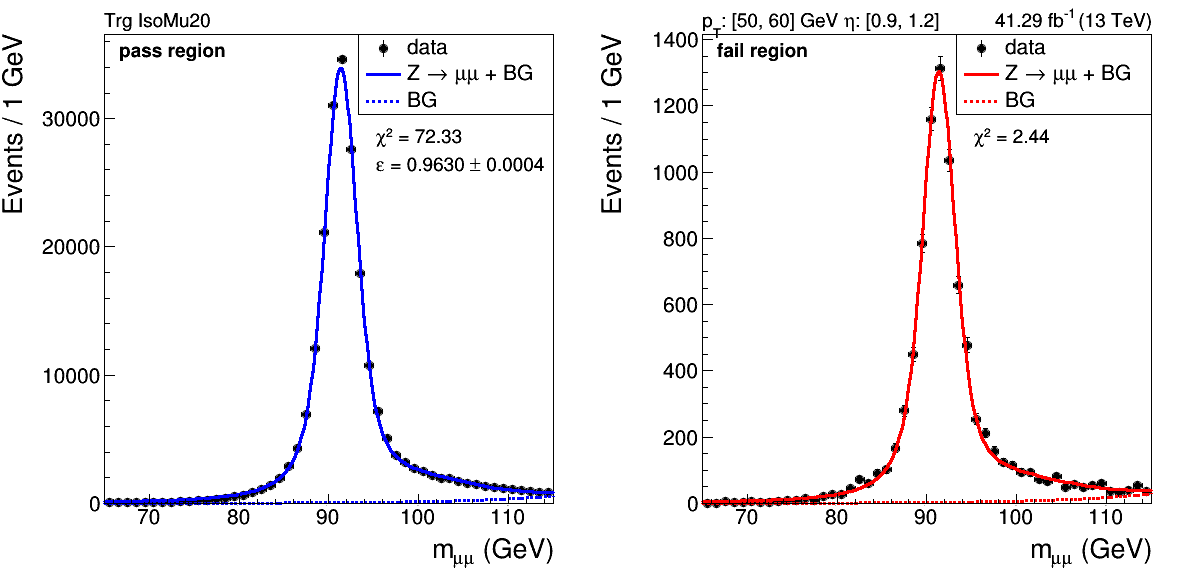 Trg IsoMu20
pass region
data
Z → μμ + BG
BG
χ² = 72.33
ε = 0.9630 ± 0.0004
Events / 1 GeV
30000
20000
10000
0
70 80 90 100 110
m_μμ (GeV)
p_T: [50, 60] GeV η: [0.9, 1.2] 41.29 fb⁻¹ (13 TeV)
fail region
data
Z → μμ + BG
BG
χ² = 2.44
Events / 1 GeV
1400
1200
1000
800
600
400
200
0
70 80 90 100 110
m_μμ (GeV)